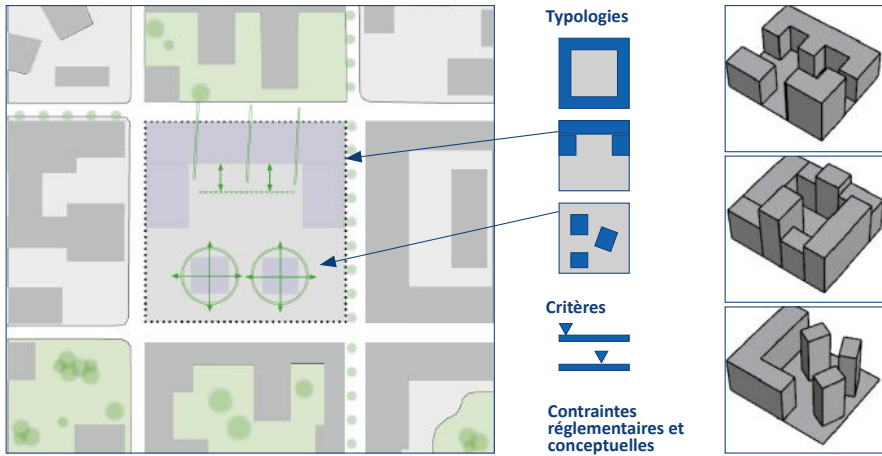 Typologies
Critères
Contraintes
réglementaires et
conceptuelles